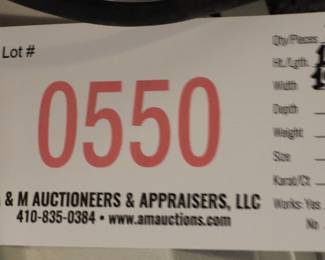 Lot #
0550
& M AUCTIONEERS & APPRAISERS, LLC
410-835-0384 • www.amauctions.com
Qty/Pieces
Ht./Lgth.
Width
Depth
Weight
Size
Karat/Ct
Works: Yes
No